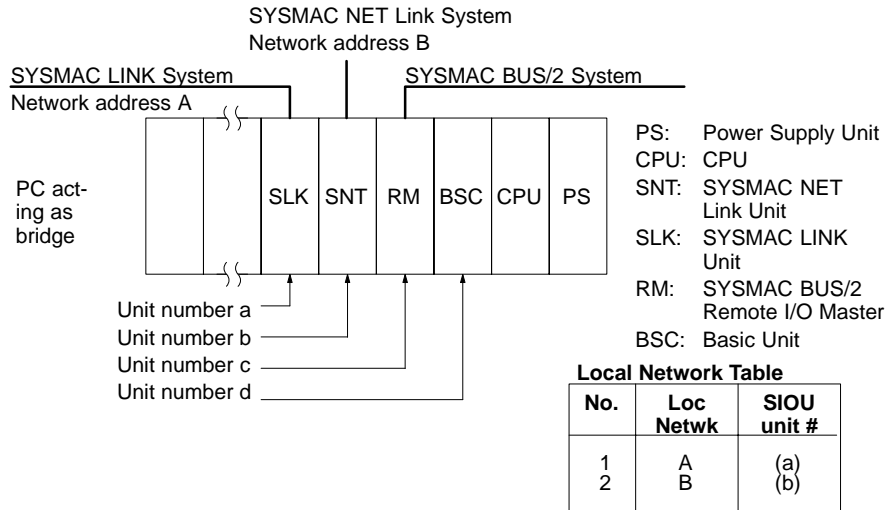 SYSMAC NET Link System
Network address B
SYSMAC LINK System
SYSMAC BUS/2 System
Network address A
PC act-
ing as
bridge
SLK
SNT
RM
BSC
CPU
PS
PS: Power Supply Unit
CPU: CPU
SNT: SYSMAC NET
Link Unit
SLK: SYSMAC LINK
Unit
RM: SYSMAC BUS/2
Remote I/O Master
BSC: Basic Unit
Unit number a
Unit number b
Unit number c
Unit number d
Local Network Table
No. Loc Netwk SIOU unit #
1 A (a)
2 B (b)